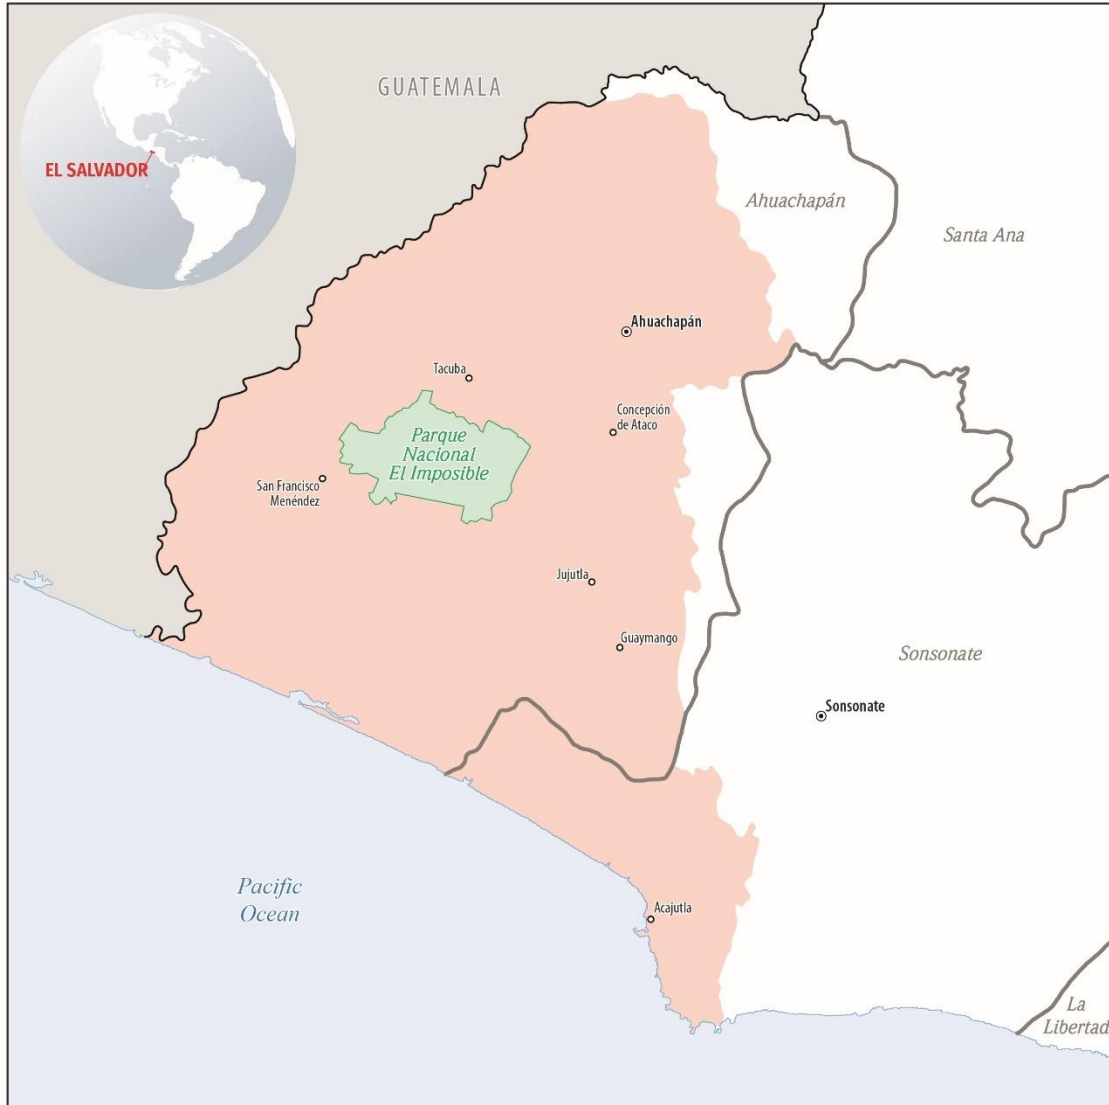 GUATEMALA
EL SALVADOR
Ahuachapán
Santa Ana
Ahuachapán
Tacuba
Concepción
de Ataco
Parque
Nacional
El Imposible
San Francisco
Menéndez
Jujutla
Guaymango
Sonsonate
Sonsonate
Pacific
Ocean
Acajutla
La
Libertad